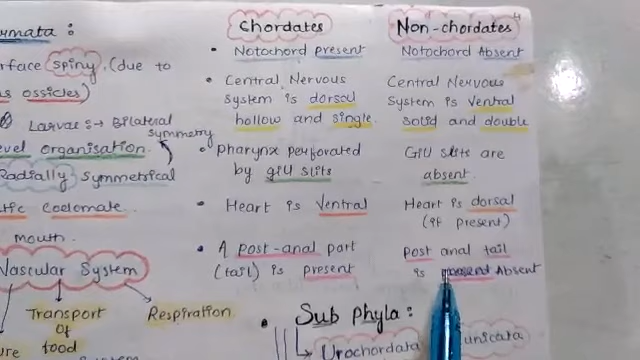 rmata :
rface spiny. (due to
us ossicles)
Larvae :→ Bilateral
symmetry
evel organisation.
Radially symmetrical
tic coelomate.
mouth.
Vascular System
Transport
of
food
Respiration.
ure
Chordates
• Notochord present
• Central Nervous
system is dorsal
hollow and single.
• Pharynx perforated
by gill slits
• Heart is Ventral
• A post-anal part
(tail) is present
Non-chordates
Notochord Absent
Central Nervous
System is Ventral
solid and double
Gill slits are
absent.
Heart is dorsal
(if present)
Post anal tail
is Absent
• Sub Phyla :
Urochordata
unicata